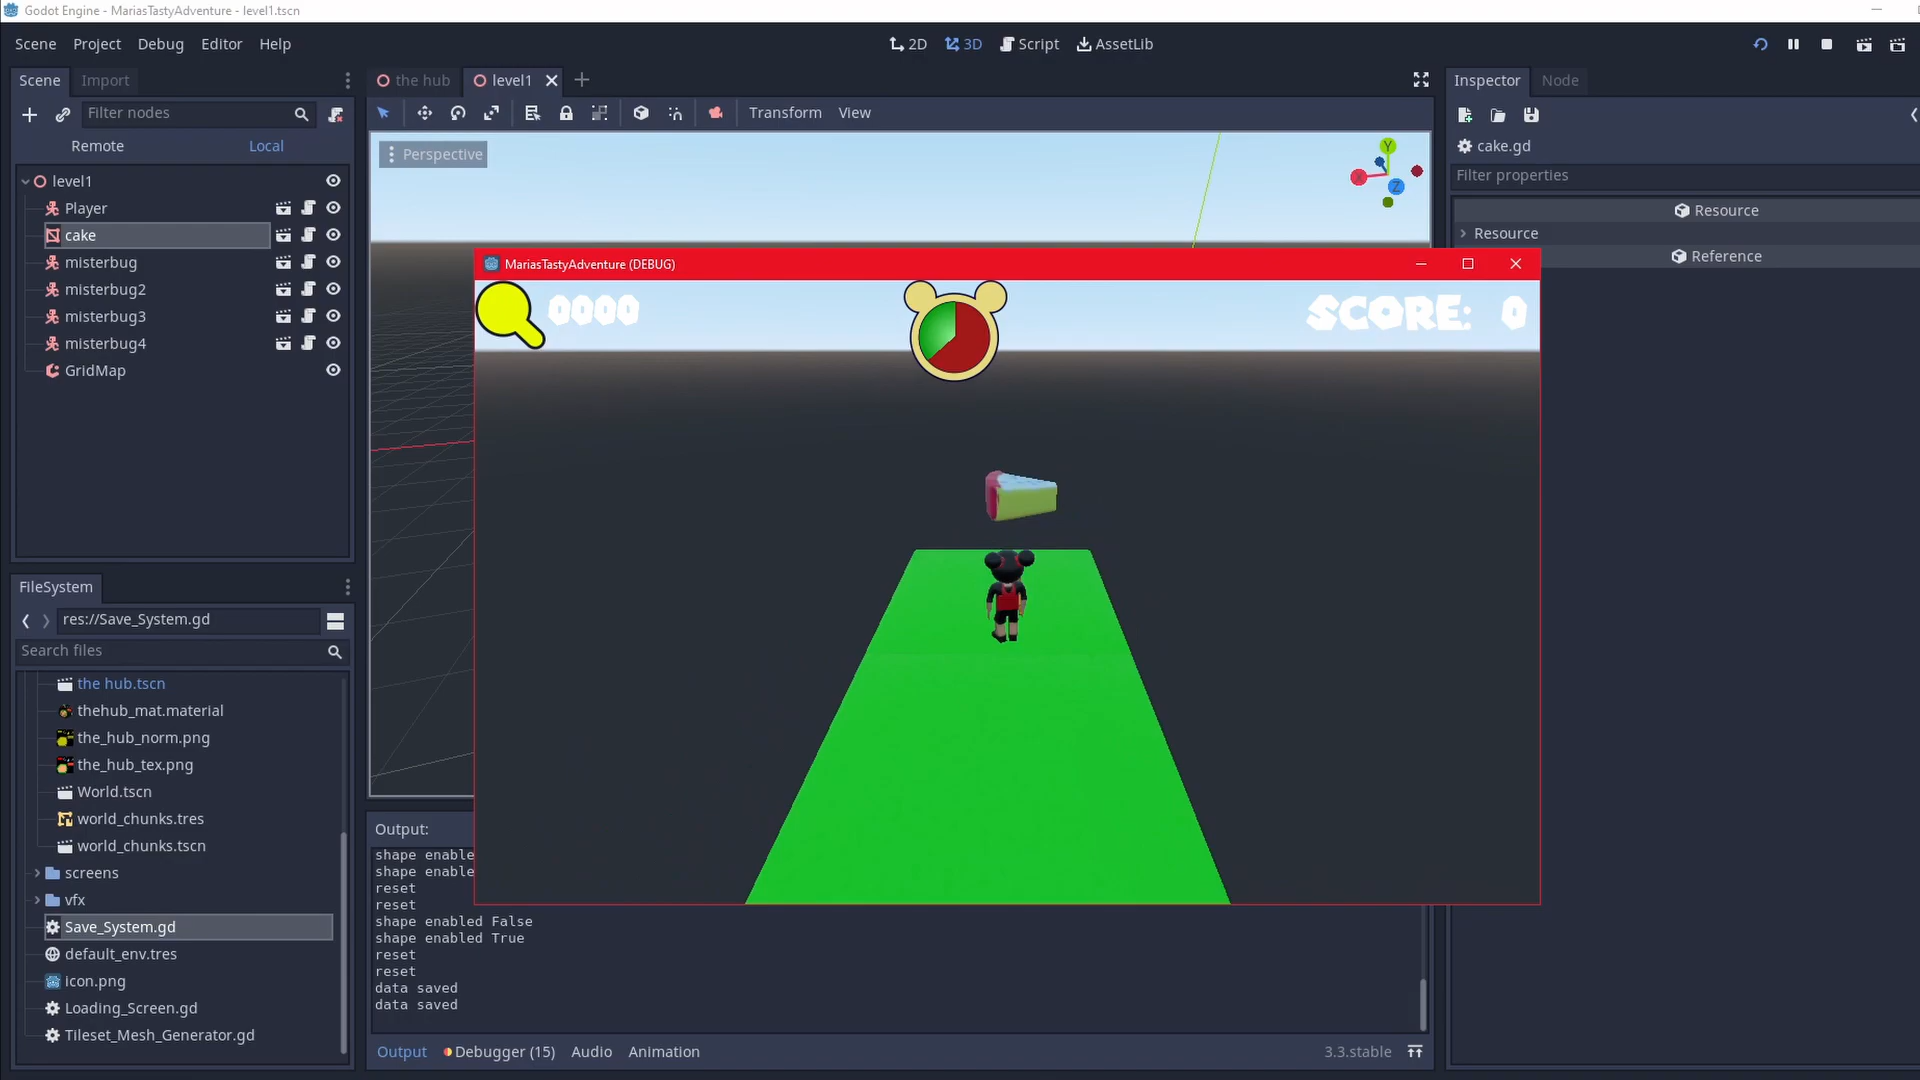 Godot Engine - MariasTastyAdventure - level1.tscn
Scene Project Debug Editor Help
2D 3D Script AssetLib
Scene Import
the hub level1
Inspector Node
Filter nodes
Transform View
Remote Local
Perspective
Y
X
Z
cake.gd
Filter properties
Resource
Resource
Reference
level1
Player
cake
misterbug
misterbug2
misterbug3
misterbug4
GridMap
MariasTastyAdventure (DEBUG)
0000
SCORE: 0
FileSystem
res://Save_System.gd
Search files
the hub.tscn
thehub_mat.material
the_hub_norm.png
the_hub_tex.png
World.tscn
world_chunks.tres
world_chunks.tscn
screens
vfx
Save_System.gd
default_env.tres
icon.png
Loading_Screen.gd
Tileset_Mesh_Generator.gd
Output:
shape enable
shape enable
reset
reset
shape enabled False
shape enabled True
reset
reset
data saved
data saved
Output Debugger (15) Audio Animation
3.3.stable